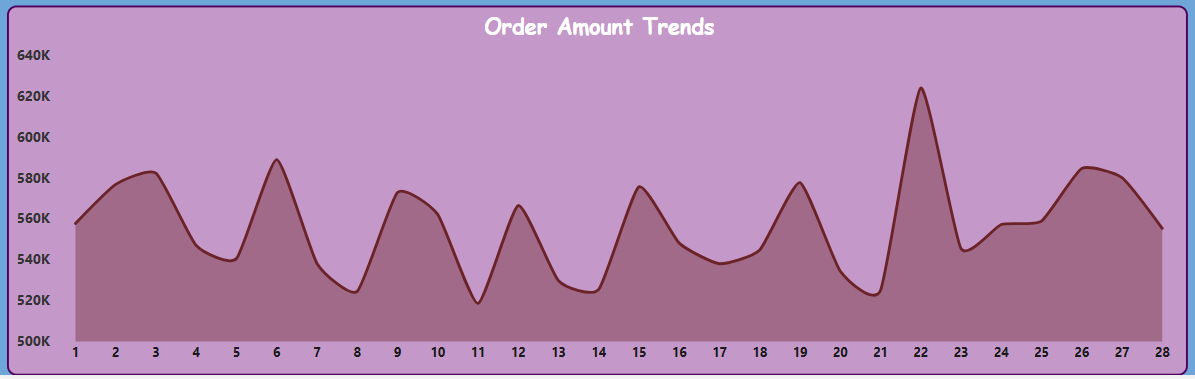 Order Amount Trends
640K
620K
600K
580K
560K
540K
520K
500K
1 2 3 4 5 6 7 8 9 10 11 12 13 14 15 16 17 18 19 20 21 22 23 24 25 26 27 28